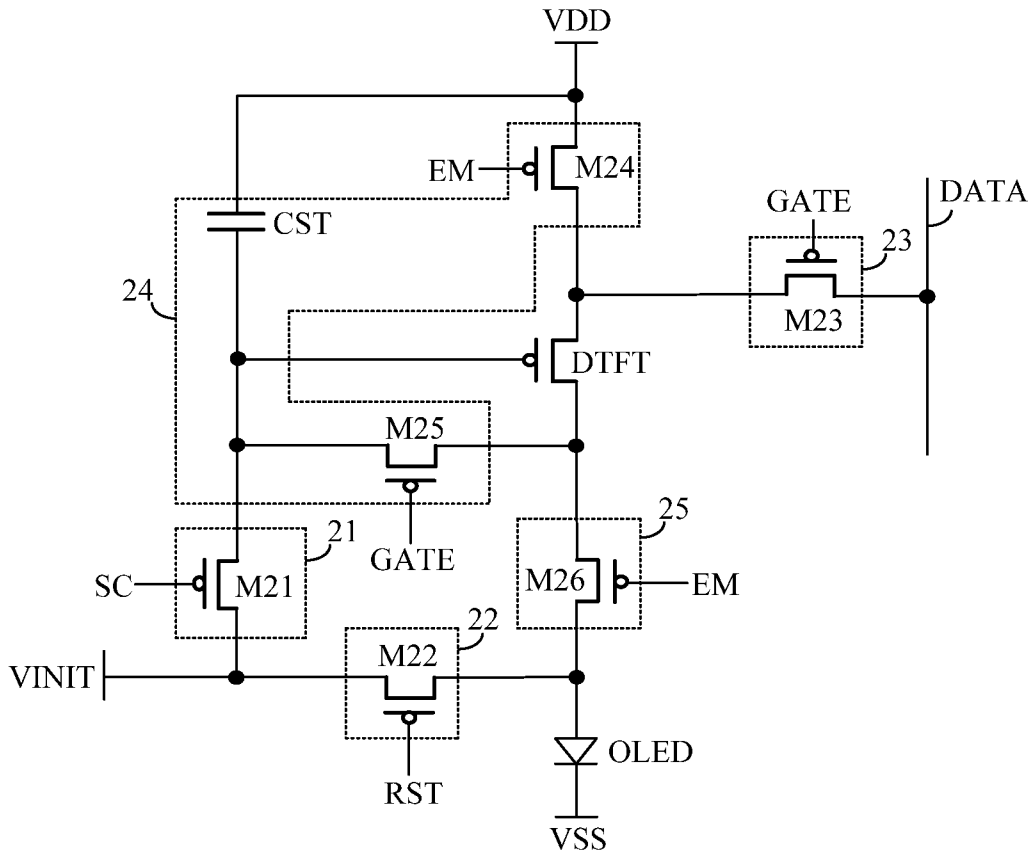 VDD
EM
M24
GATE
DATA
CST
23
24
M23
DTFT
M25
25
21
GATE
SC
M21
M26
EM
22
M22
VINIT
OLED
RST
VSS